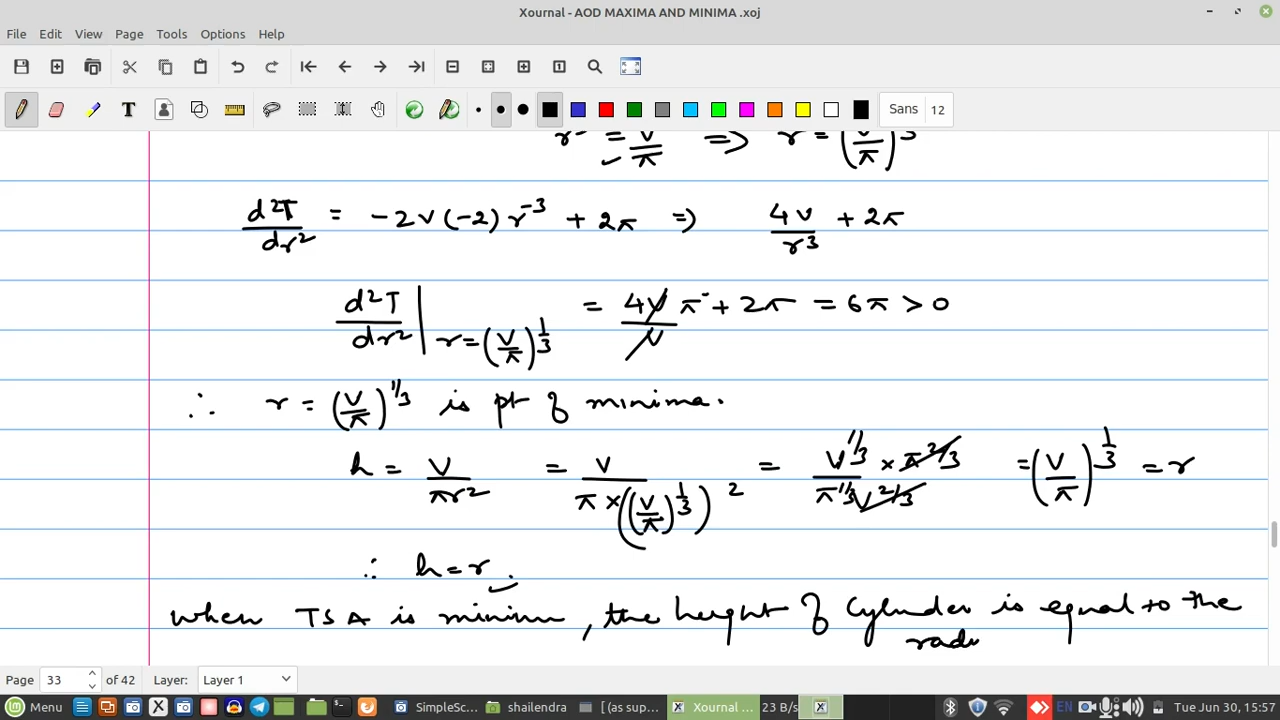 Xournal - AOD MAXIMA AND MINIMA .xoj
File Edit View Page Tools Options Help
Sans 12
= V/π => r = (V/π)
d²T/dr² = -2V(-2)r⁻³ + 2π => 4V/r³ + 2π
d²T/dr² | r=(V/π)^1/3 = 4V/V π + 2π = 6π > 0
∴ r = (V/π)^1/3 is pt of minima.
h = V/πr² = V/π×((V/π)^1/3)² = V^1/3 × π^2/3 / π^1/3 V^2/3 = (V/π)^1/3 = r
∴ h = r.
When TSA is minimum, the height of cylinder is equal to the
radiu
Page 33 of 42 Layer: Layer 1
Menu SimpleSc... shailendra [ (as sup... Xournal ... 23 B/s EN Tue Jun 30, 15:57